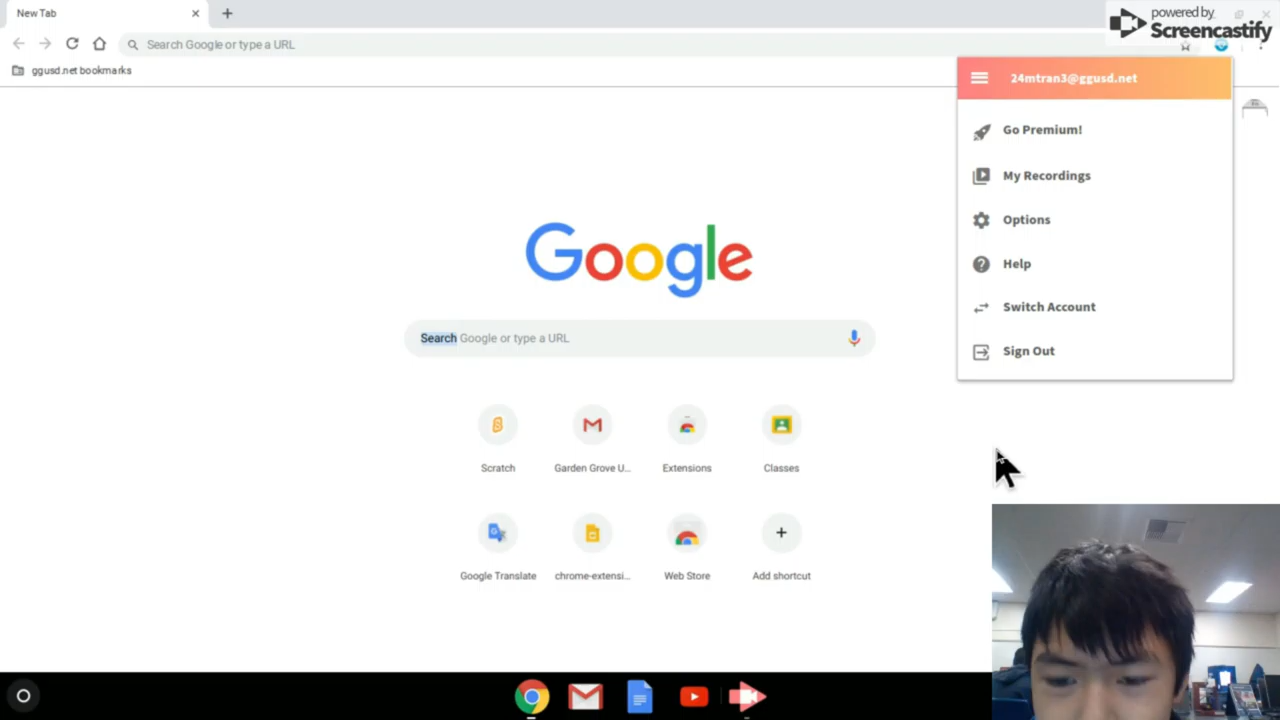 New Tab
powered by
Screencastify
Search Google or type a URL
ggusd.net bookmarks
24mtran3@ggusd.net
Go Premium!
My Recordings
Options
Help
Switch Account
Sign Out
Google
Search Google or type a URL
Scratch
Garden Grove U...
Extensions
Classes
Google Translate
chrome-extensi...
Web Store
Add shortcut